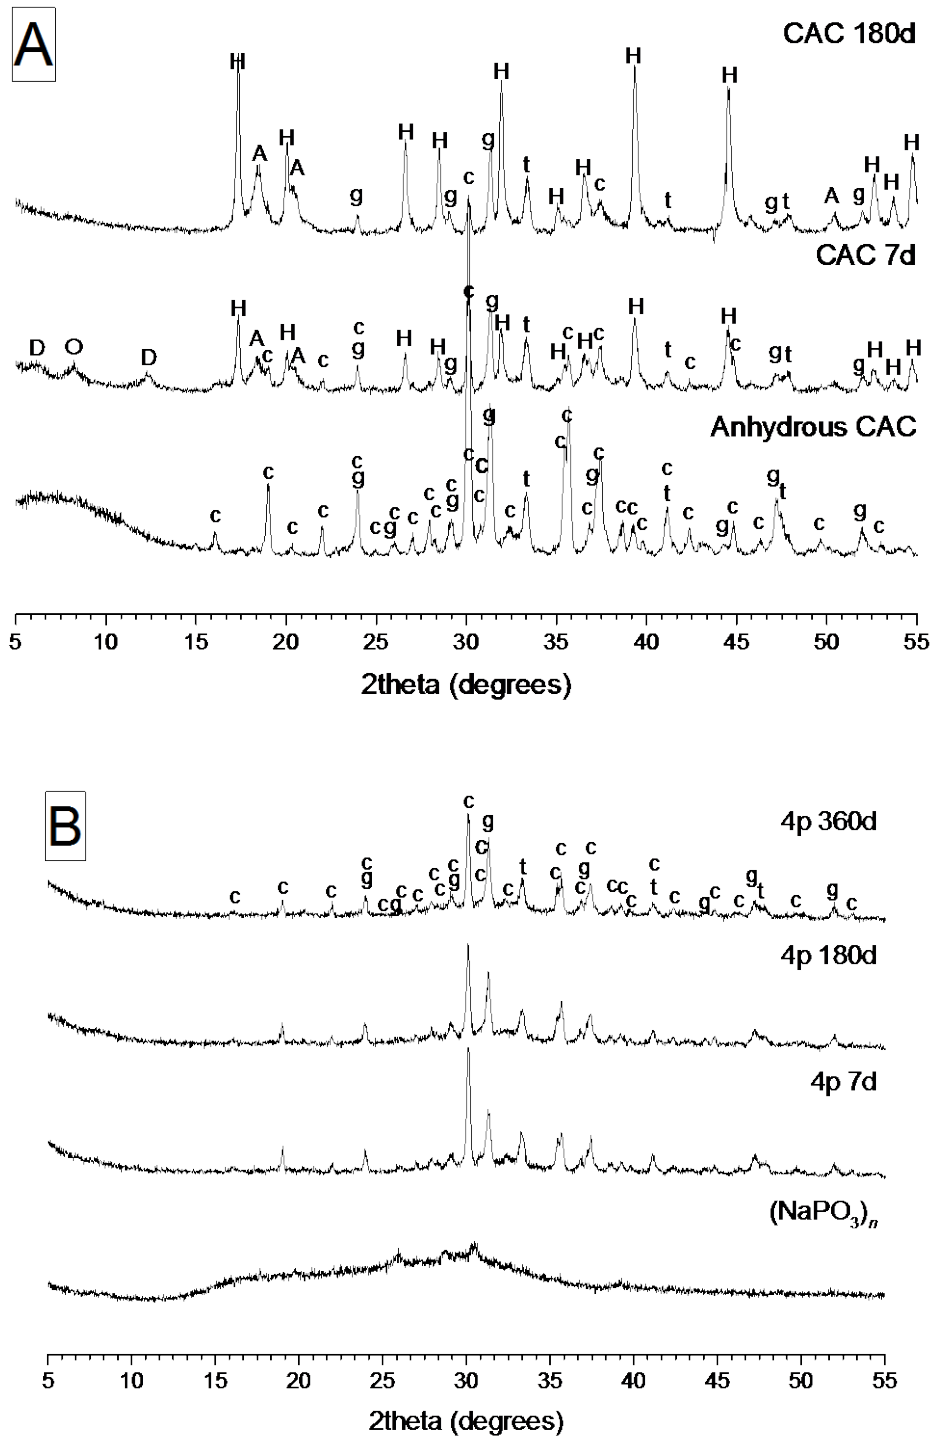 A
CAC 180d
H A H A g H H g c g H t H H c H t H g t A g H H H
CAC 7d
D O D H A c H A c c g H H g c g H t H c H c H t c H c g t g H H H
Anhydrous CAC
c c c c c g c g c c c c c g c c c g c t c c c g c c c c c t c g c c g t c g c
5 10 15 20 25 30 35 40 45 50 55
2theta (degrees)
B
4p 360d
c c c c g c g c c c c c g c c c g c t c c c g c c c c c t c g c c g t c g c
4p 180d
4p 7d
(NaPO3)n
5 10 15 20 25 30 35 40 45 50 55
2theta (degrees)